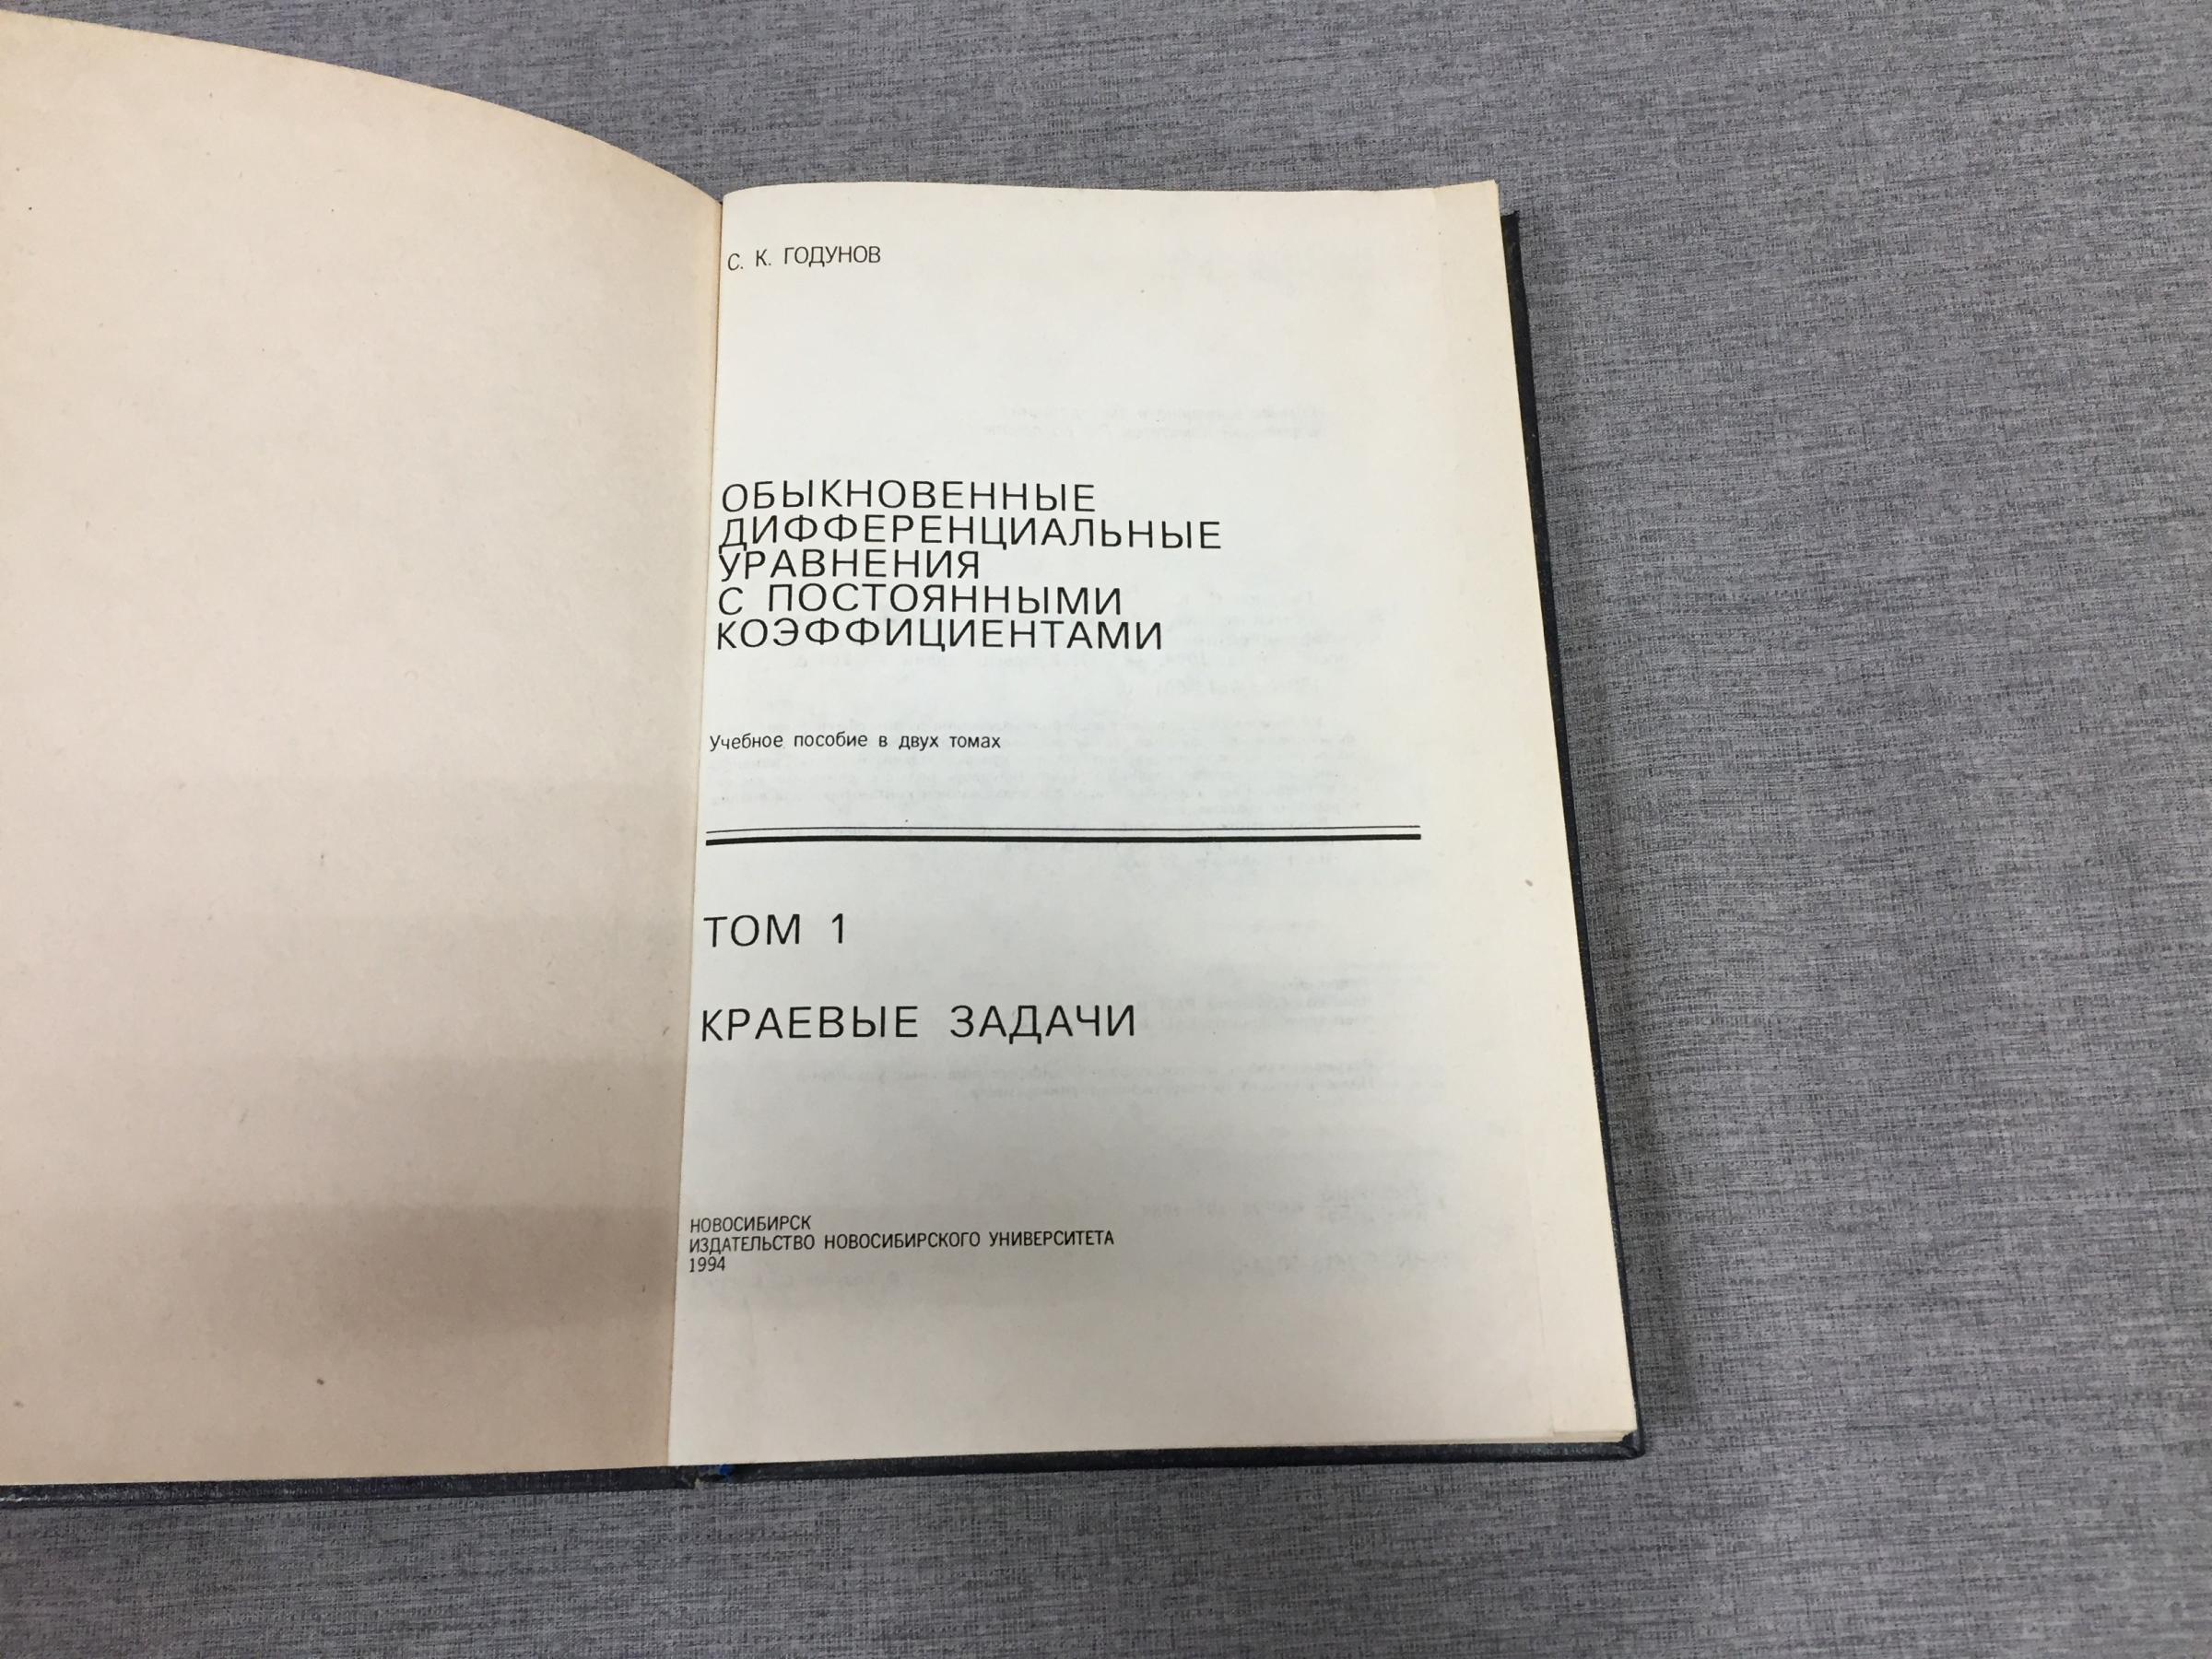 С. К. ГОДУНОВ
ОБЫКНОВЕННЫЕ
ДИФФЕРЕНЦИАЛЬНЫЕ
УРАВНЕНИЯ
С ПОСТОЯННЫМИ
КОЭФФИЦИЕНТАМИ
Учебное пособие в двух томах
ТОМ 1
КРАЕВЫЕ ЗАДАЧИ
НОВОСИБИРСК
ИЗДАТЕЛЬСТВО НОВОСИБИРСКОГО УНИВЕРСИТЕТА
1994